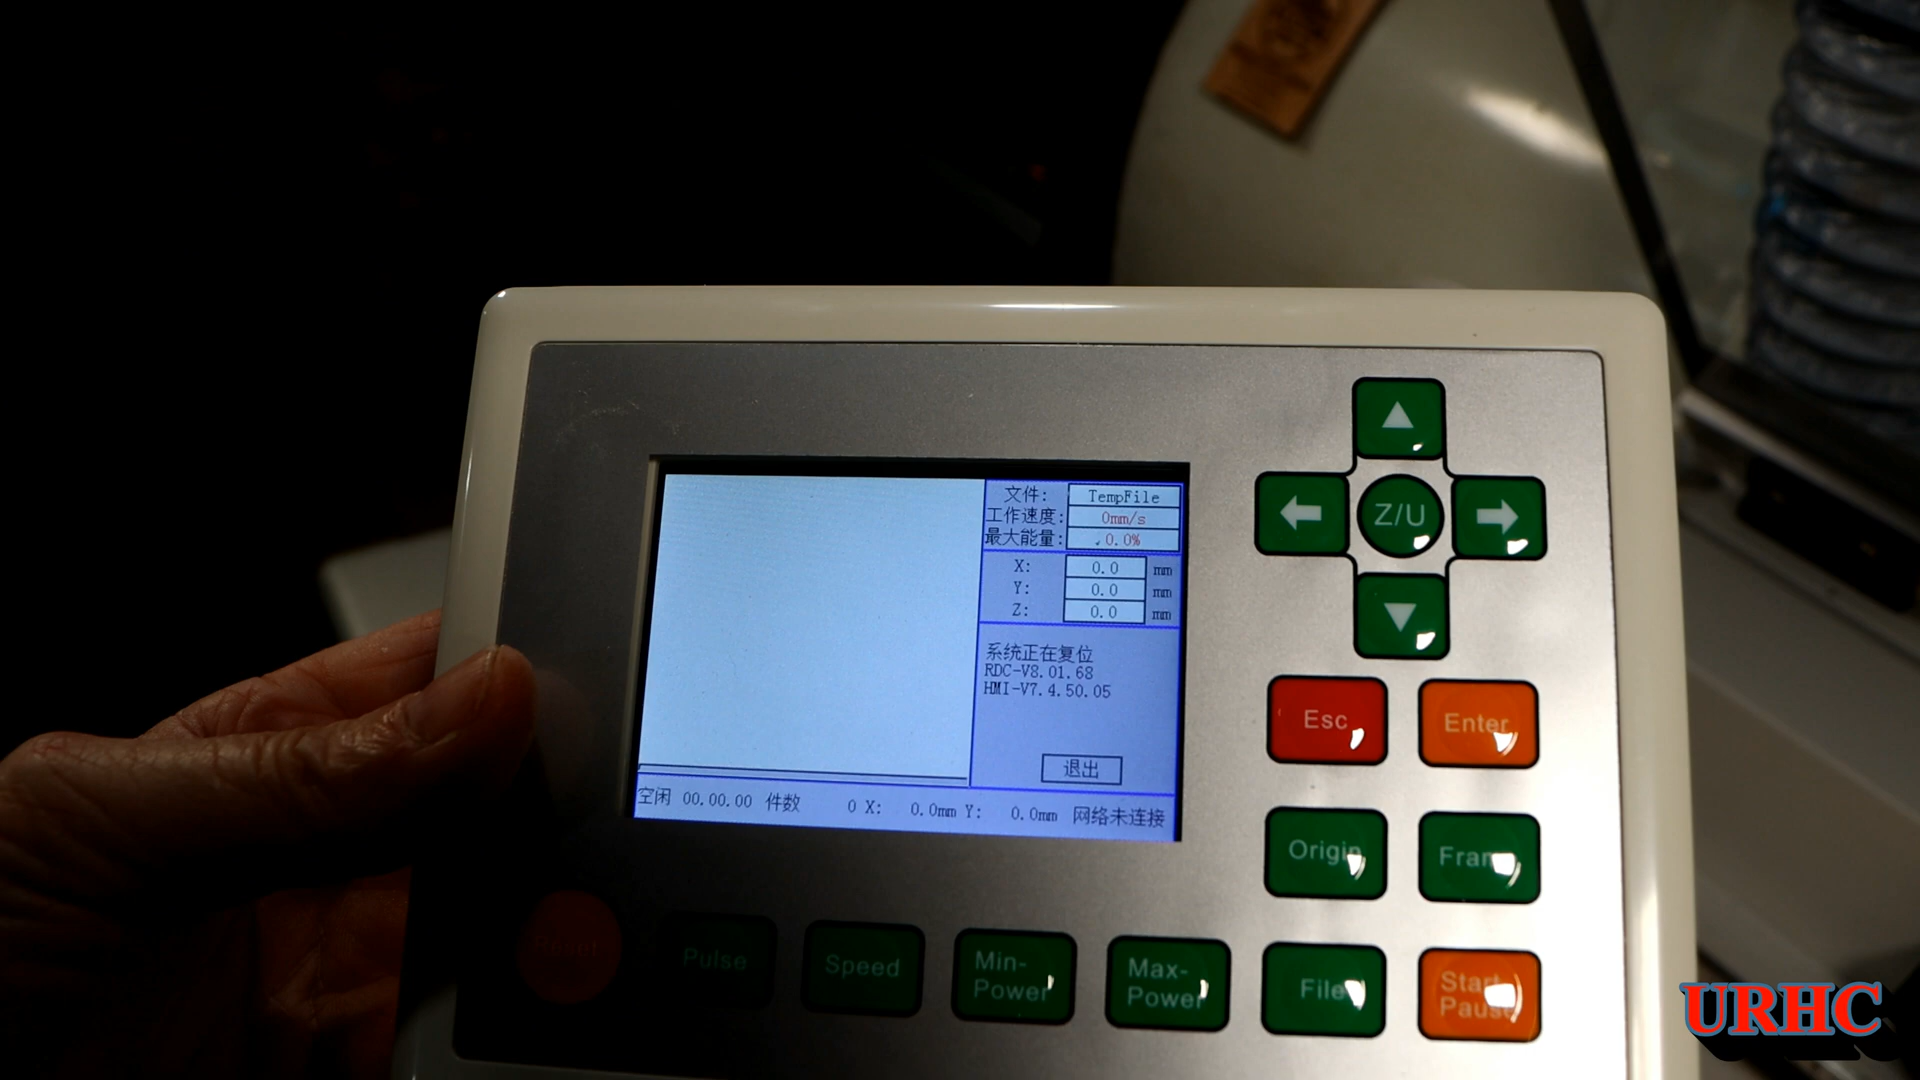 文件: TempFile
工作速度: 0mm/s
最大能量: 0.0%
X: 0.0 mm
Y: 0.0 mm
Z: 0.0 mm
系统正在复位
RDC-V8.01.68
HMI-V7.4.50.05
退出
空闲 00.00.00 件数 0 X: 0.0mm Y: 0.0mm 网络未连接
Z/U
Esc Enter
Origin Frame
Reset Pulse Speed Min-Power Max-Power File Start Pause
URHC